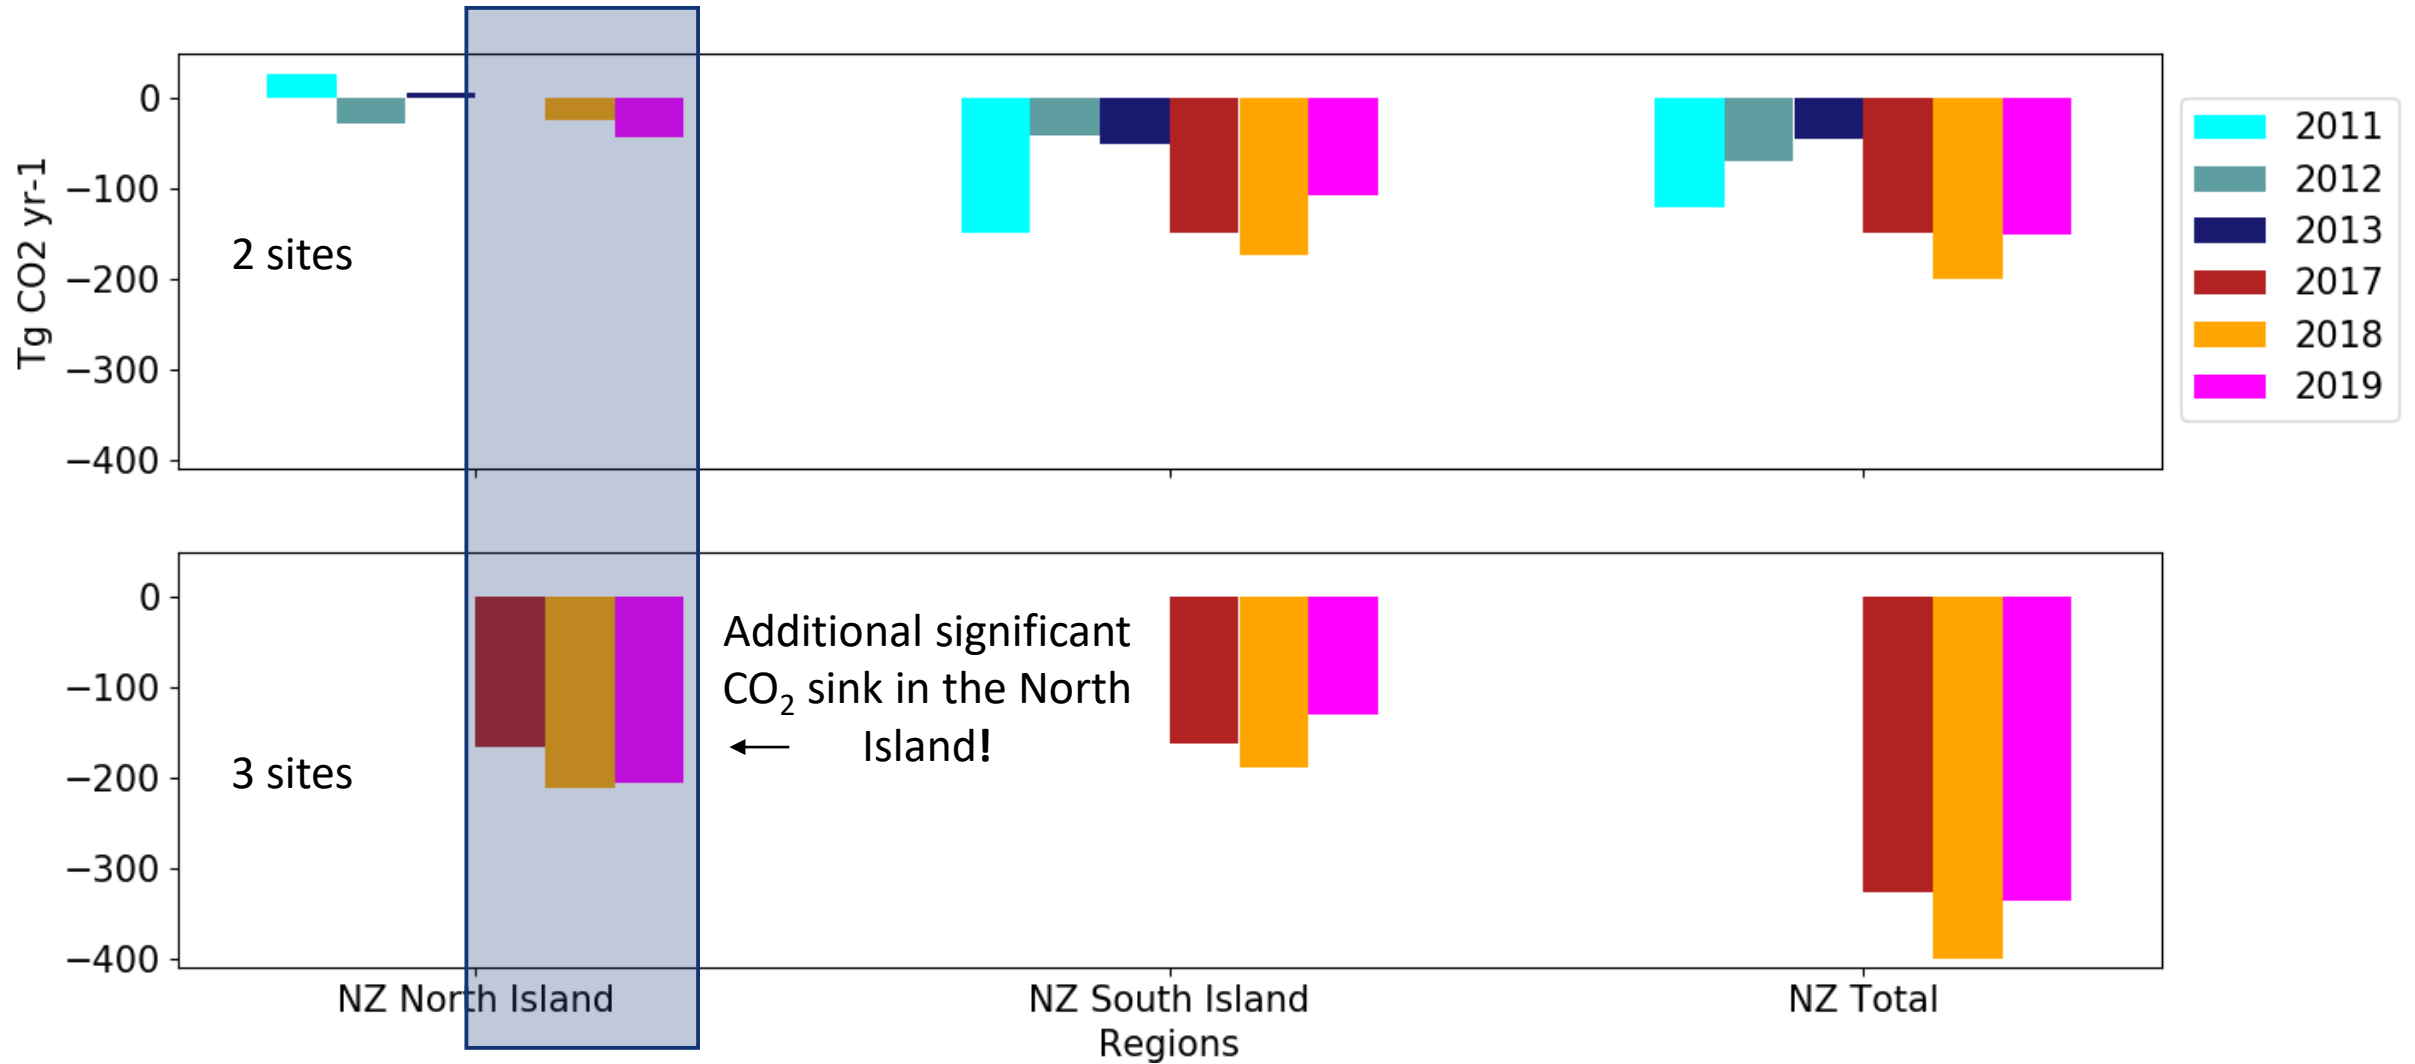 0
−100
−200
−300
−400
Tg CO2 yr-1
2 sites
2011
2012
2013
2017
2018
2019
0
−100
−200
−300
−400
3 sites
Additional significant
CO₂ sink in the North
← Island!
NZ North Island
NZ South Island
NZ Total
Regions